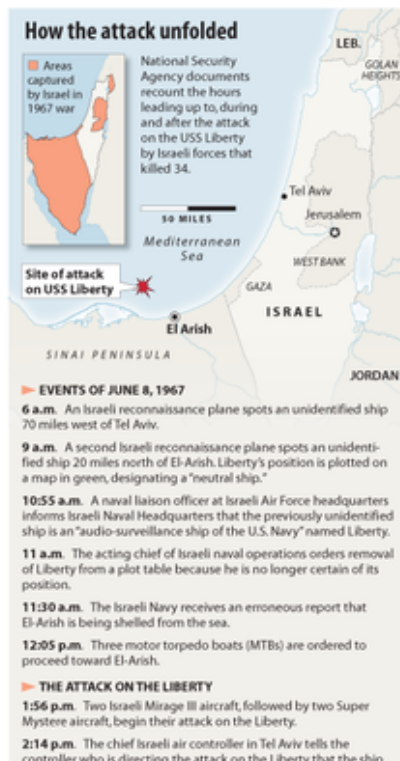 How the attack unfolded
Areas
captured
by Israel in
1967 war
National Security
Agency documents
recount the hours
leading up to, during
and after the attack
on the USS Liberty
by Israeli forces that
killed 34.
LEB.
GOLAN
HEIGHTS
50 MILES
Mediterranean
Sea
Tel Aviv
Jerusalem
WEST BANK
Site of attack
on USS Liberty
GAZA
ISRAEL
El Arish
SINAI PENINSULA
JORDAN
EVENTS OF JUNE 8, 1967
6 a.m. An Israeli reconnaissance plane spots an unidentified ship
70 miles west of Tel Aviv.
9 a.m. A second Israeli reconnaissance plane spots an unidenti-
fied ship 20 miles north of El-Arish. Liberty's position is plotted on
a map in green, designating a "neutral ship."
10:55 a.m. A naval liaison officer at Israeli Air Force headquarters
informs Israeli Naval Headquarters that the previously unidentified
ship is an "audio-surveillance ship of the U.S. Navy" named Liberty.
11 a.m. The acting chief of Israeli naval operations orders removal
of Liberty from a plot table because he is no longer certain of its
position.
11:30 a.m. The Israeli Navy receives an erroneous report that
El-Arish is being shelled from the sea.
12:05 p.m. Three motor torpedo boats (MTBs) are ordered to
proceed toward El-Arish.
THE ATTACK ON THE LIBERTY
1:56 p.m. Two Israeli Mirage III aircraft, followed by two Super
Mystere aircraft, begin their attack on the Liberty.
2:14 p.m. The chief Israeli air controller in Tel Aviv tells the
controller who is directing the attack on the Liberty that the ship